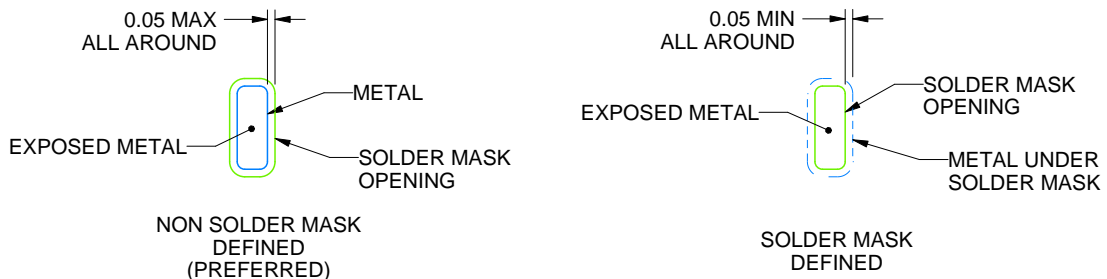 0.05 MAX
ALL AROUND
METAL
EXPOSED METAL
SOLDER MASK
OPENING
NON SOLDER MASK
DEFINED
(PREFERRED)
0.05 MIN
ALL AROUND
SOLDER MASK
OPENING
EXPOSED METAL
METAL UNDER
SOLDER MASK
SOLDER MASK
DEFINED